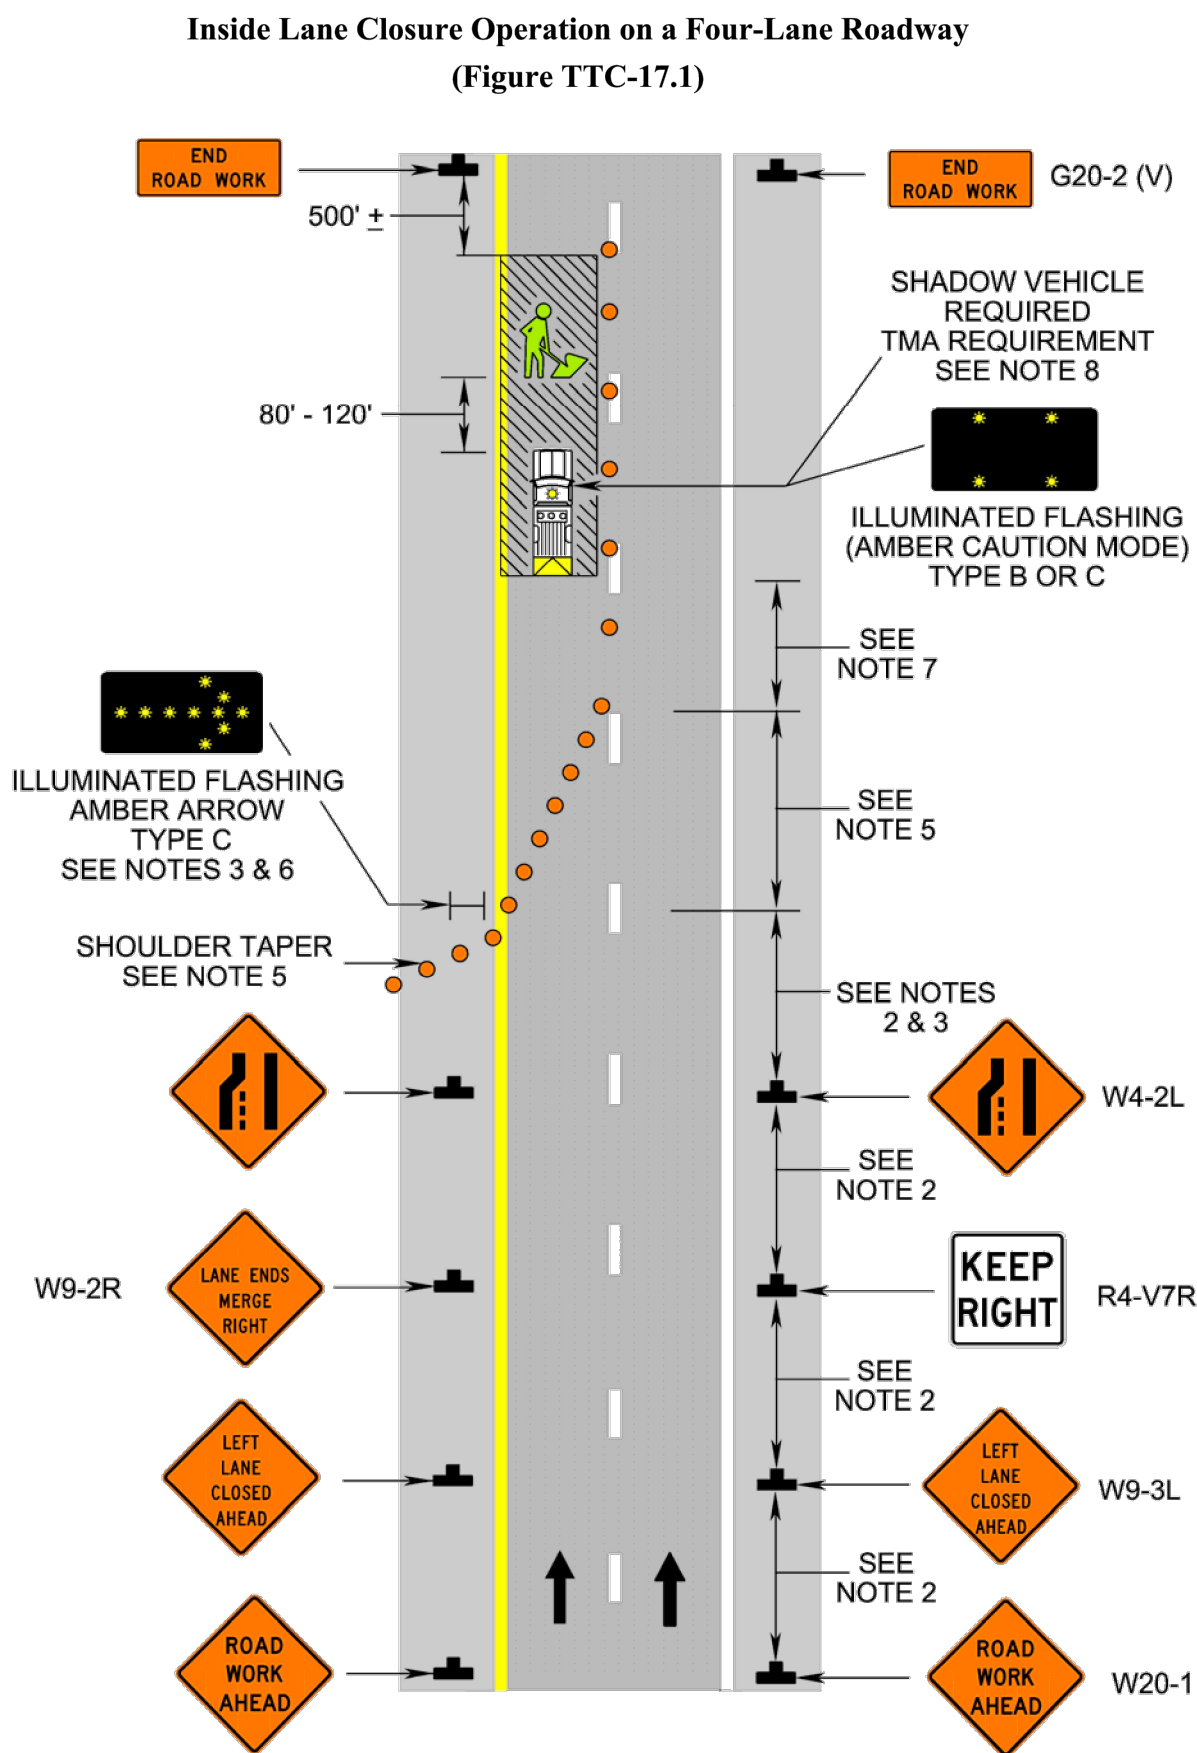 Inside Lane Closure Operation on a Four-Lane Roadway
(Figure TTC-17.1)
END
ROAD WORK
END
ROAD WORK
G20-2 (V)
500' ±
SHADOW VEHICLE
REQUIRED
TMA REQUIREMENT
SEE NOTE 8
80' - 120'
ILLUMINATED FLASHING
(AMBER CAUTION MODE)
TYPE B OR C
SEE
NOTE 7
ILLUMINATED FLASHING
AMBER ARROW
TYPE C
SEE NOTES 3 & 6
SEE
NOTE 5
SHOULDER TAPER
SEE NOTE 5
SEE NOTES
2 & 3
W4-2L
SEE
NOTE 2
W9-2R
LANE ENDS
MERGE
RIGHT
KEEP
RIGHT
R4-V7R
SEE
NOTE 2
LEFT
LANE
CLOSED
AHEAD
LEFT
LANE
CLOSED
AHEAD
W9-3L
SEE
NOTE 2
ROAD
WORK
AHEAD
ROAD
WORK
AHEAD
W20-1